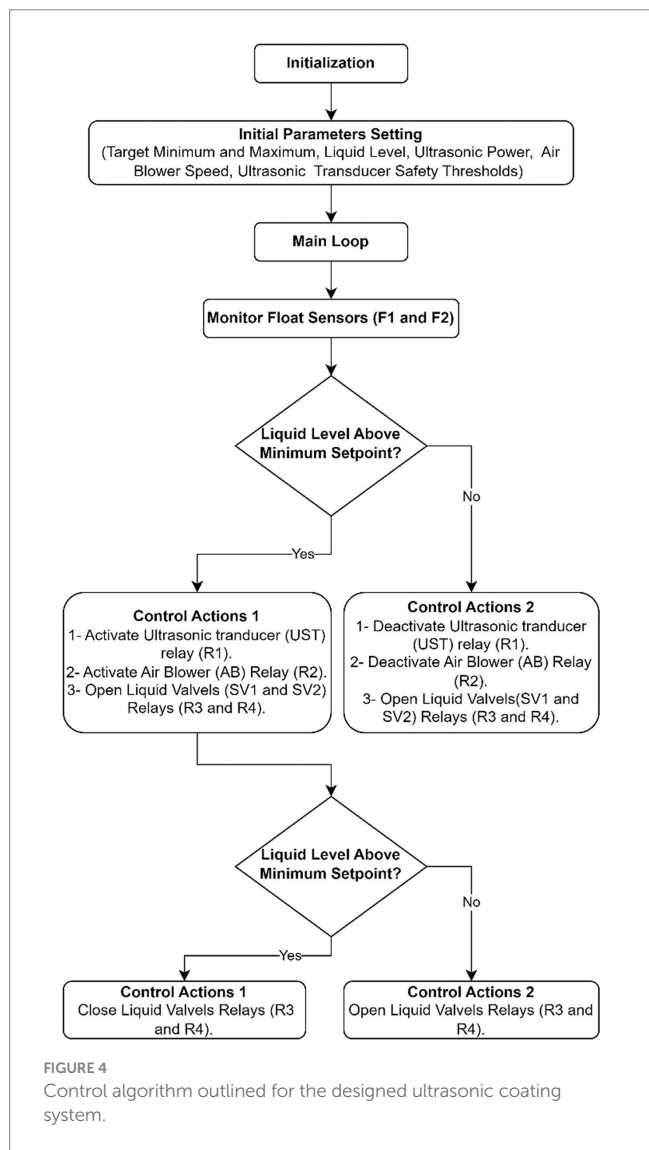 Initialization
Initial Parameters Setting
(Target Minimum and Maximum, Liquid Level, Ultrasonic Power, Air
Blower Speed, Ultrasonic Transducer Safety Thresholds)
Main Loop
Monitor Float Sensors (F1 and F2)
Liquid Level Above
Minimum Setpoint?
No
Yes
Control Actions 1
1- Activate Ultrasonic tranducer (UST)
relay (R1).
2- Activate Air Blower (AB) Relay (R2).
3- Open Liquid Valvels (SV1 and SV2)
Relays (R3 and R4).
Control Actions 2
1- Deactivate Ultrasonic tranducer
(UST) relay (R1).
2- Deactivate Air Blower (AB) Relay
(R2).
3- Open Liquid Valvels(SV1 and
SV2) Relays (R3 and R4).
Liquid Level Above
Minimum Setpoint?
No
Yes
Control Actions 1
Close Liquid Valvels Relays (R3
and R4).
Control Actions 2
Open Liquid Valvels Relays (R3 and
R4).
FIGURE 4
Control algorithm outlined for the designed ultrasonic coating
system.